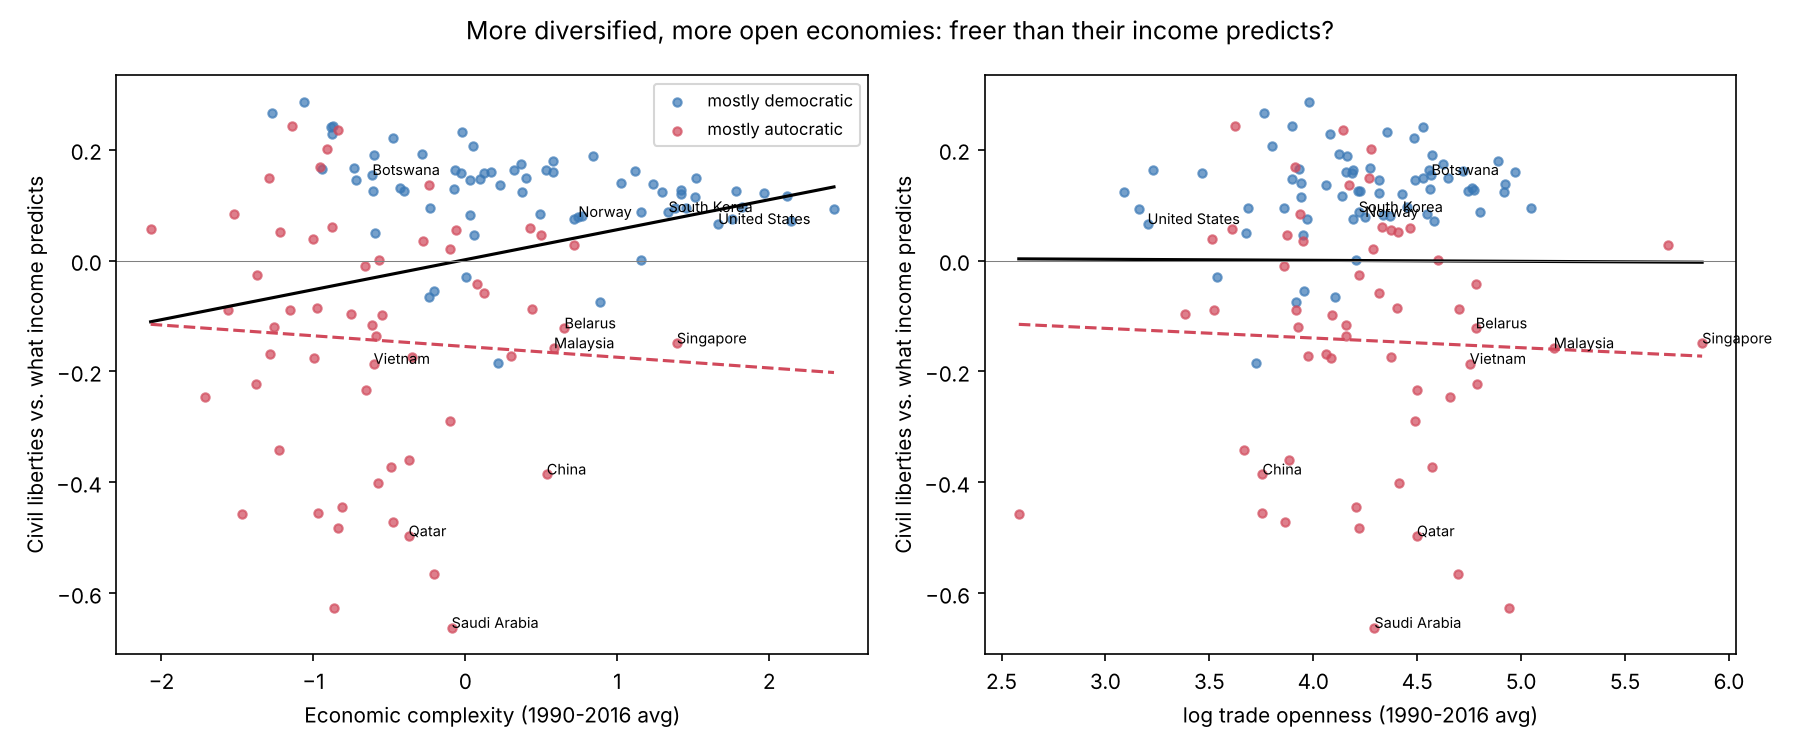 More diversified, more open economies: freer than their income predicts?
Civil liberties vs. what income predicts
0.2
0.0
−0.2
−0.4
−0.6
mostly democratic
mostly autocratic
Botswana
Norway
South Korea
United States
Belarus
Malaysia
Singapore
Vietnam
China
Qatar
Saudi Arabia
−2
−1
0
1
2
Economic complexity (1990-2016 avg)
Civil liberties vs. what income predicts
0.2
0.0
−0.2
−0.4
−0.6
Botswana
South Korea
Norway
United States
Belarus
Singapore
Malaysia
Vietnam
China
Qatar
Saudi Arabia
2.5
3.0
3.5
4.0
4.5
5.0
5.5
6.0
log trade openness (1990-2016 avg)